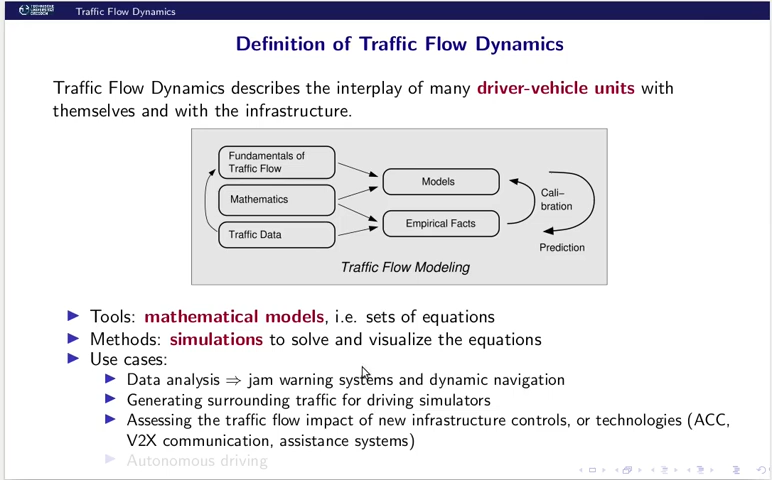 Traffic Flow Dynamics
Definition of Traffic Flow Dynamics
Traffic Flow Dynamics describes the interplay of many driver-vehicle units with
themselves and with the infrastructure.
Fundamentals of
Traffic Flow
Mathematics
Traffic Data
Models
Empirical Facts
Cali–
bration
Prediction
Traffic Flow Modeling
Tools: mathematical models, i.e. sets of equations
Methods: simulations to solve and visualize the equations
Use cases:
Data analysis ⇒ jam warning systems and dynamic navigation
Generating surrounding traffic for driving simulators
Assessing the traffic flow impact of new infrastructure controls, or technologies (ACC,
V2X communication, assistance systems)
Autonomous driving